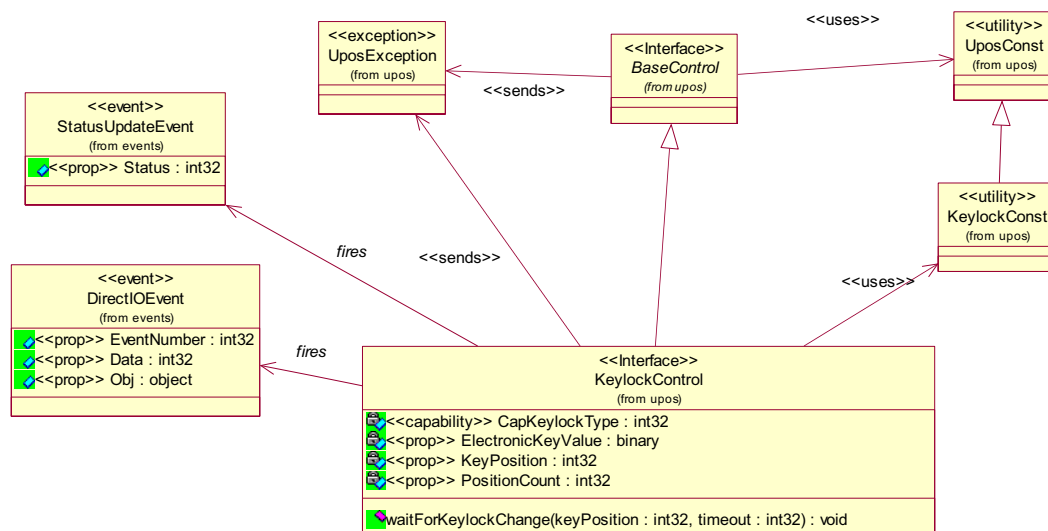 <<exception>>
UposException
(from upos)
<<Interface>>
BaseControl
(from upos)
<<uses>>
<<utility>>
UposConst
(from upos)
<<sends>>
<<event>>
StatusUpdateEvent
(from events)
<<prop>> Status : int32
<<utility>>
KeylockConst
(from upos)
fires
<<sends>>
<<uses>>
<<event>>
DirectIOEvent
(from events)
<<prop>> EventNumber : int32
<<prop>> Data : int32
<<prop>> Obj : object
fires
<<Interface>>
KeylockControl
(from upos)
<<capability>> CapKeylockType : int32
<<prop>> ElectronicKeyValue : binary
<<prop>> KeyPosition : int32
<<prop>> PositionCount : int32
waitForKeylockChange(keyPosition : int32, timeout : int32) : void